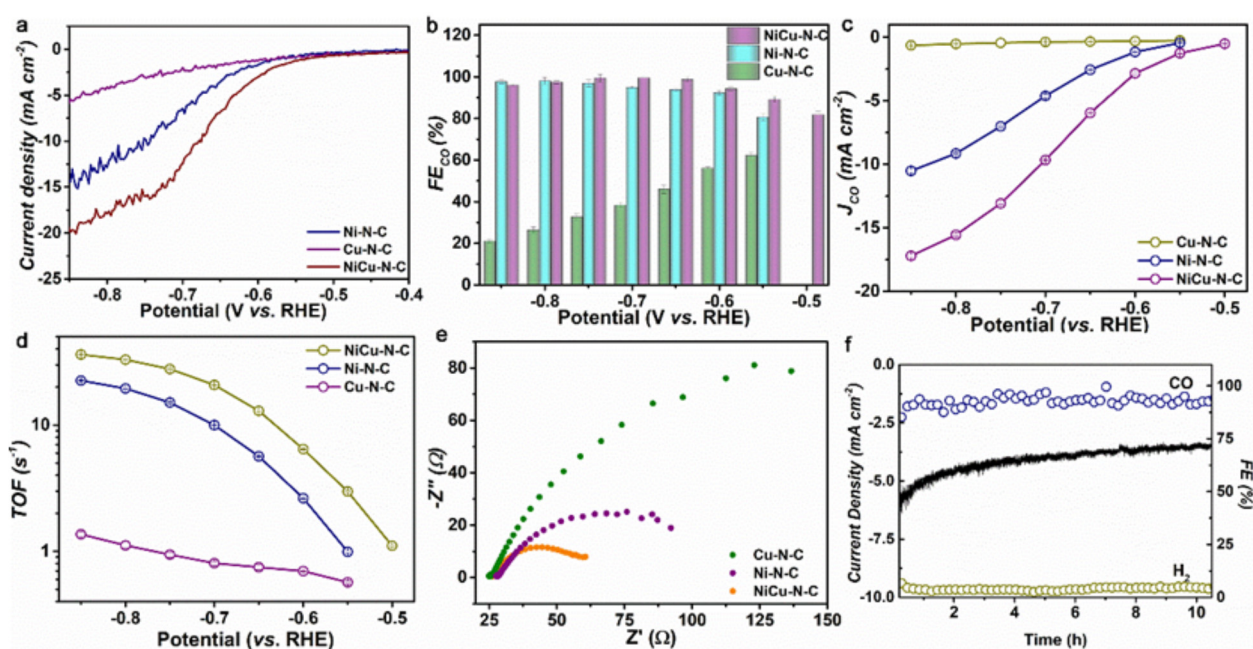 a
Current density (mA cm⁻²)
0
-5
-10
-15
-20
-25
Ni-N-C
Cu-N-C
NiCu-N-C
-0.8
-0.7
-0.6
-0.5
-0.4
Potential (V vs. RHE)
b
FE_CO (%)
120
100
80
60
40
20
0
NiCu-N-C
Ni-N-C
Cu-N-C
-0.8
-0.7
-0.6
-0.5
Potential (V vs. RHE)
c
J_CO (mA cm⁻²)
0
-5
-10
-15
-20
Cu-N-C
Ni-N-C
NiCu-N-C
-0.8
-0.7
-0.6
-0.5
Potential (vs. RHE)
d
TOF (s⁻¹)
10
1
NiCu-N-C
Ni-N-C
Cu-N-C
-0.8
-0.7
-0.6
-0.5
Potential (vs. RHE)
e
-Z'' (Ω)
80
60
40
20
0
Cu-N-C
Ni-N-C
NiCu-N-C
25
50
75
100
125
150
Z' (Ω)
f
Current Density (mA cm⁻²)
0.0
-2.5
-5.0
-7.5
-10.0
CO
H₂
100
75
50
25
0
FE (%)
2
4
6
8
10
Time (h)